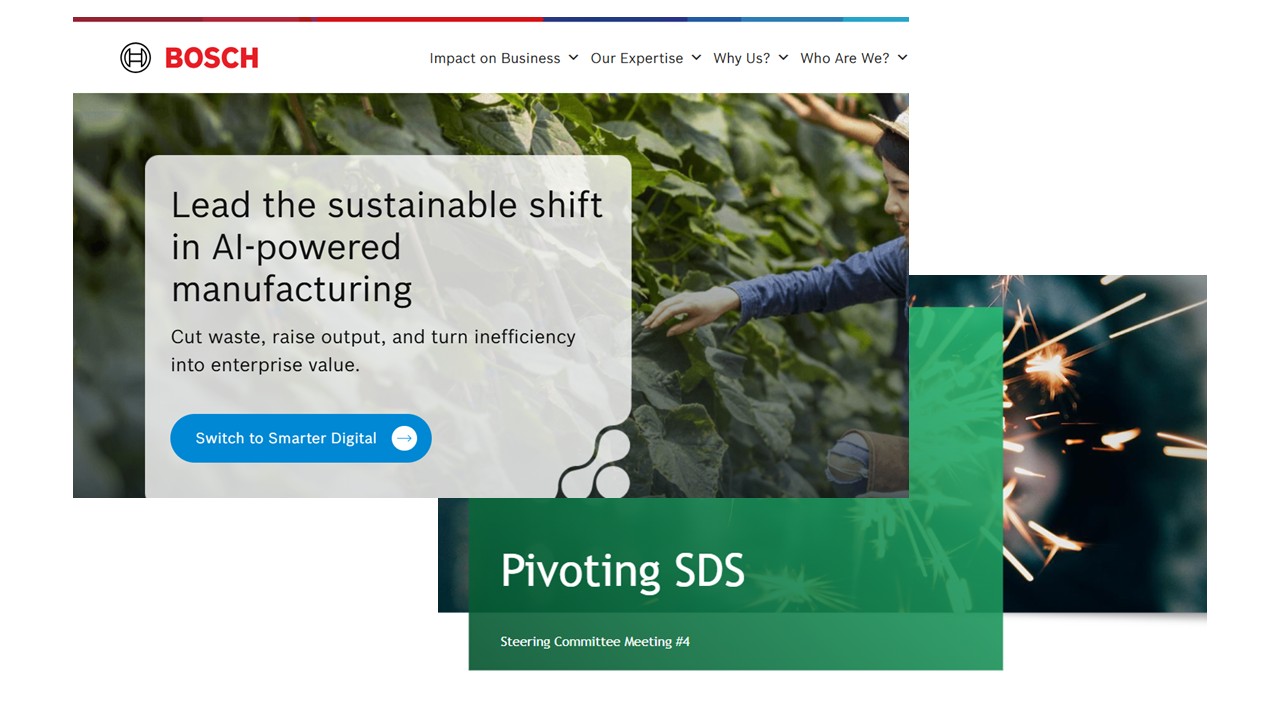 BOSCH
Impact on Business Our Expertise Why Us? Who Are We?
Lead the sustainable shift
in AI-powered
manufacturing
Cut waste, raise output, and turn inefficiency
into enterprise value.
Switch to Smarter Digital
Pivoting SDS
Steering Committee Meeting #4